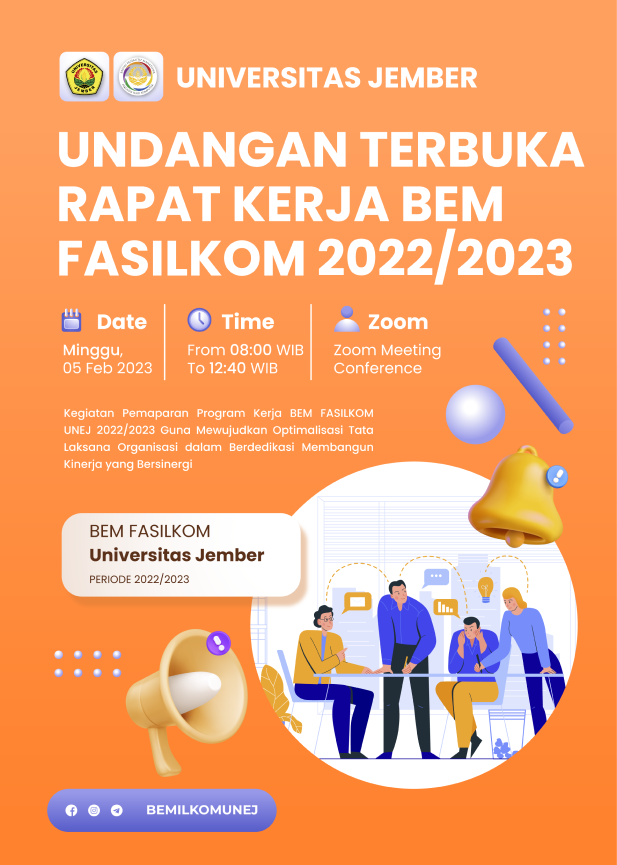 UNIVERSITAS JEMBER
UNDANGAN TERBUKA
RAPAT KERJA BEM
FASILKOM 2022/2023
Date
Minggu,
05 Feb 2023
Time
From 08:00 WIB
To 12:40 WIB
Zoom
Zoom Meeting
Conference
Kegiatan Pemaparan Program Kerja BEM FASILKOM
UNEJ 2022/2023 Guna Mewujudkan Optimalisasi Tata
Laksana Organisasi dalam Berdedikasi Membangun
Kinerja yang Bersinergi
BEM FASILKOM
Universitas Jember
PERIODE 2022/2023
BEMILKOMUNEJ